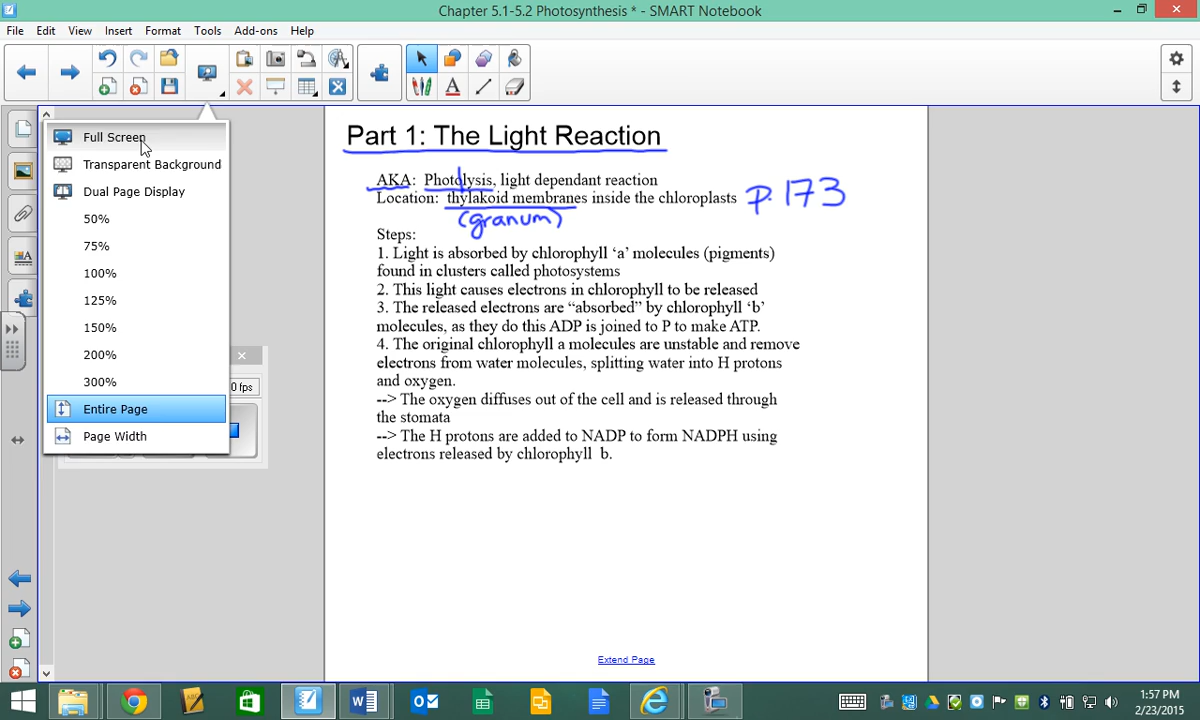 Chapter 5.1-5.2 Photosynthesis * - SMART Notebook
File Edit View Insert Format Tools Add-ons Help
Full Screen
Transparent Background
Dual Page Display
50%
75%
100%
125%
150%
200%
300%
Entire Page
Page Width
0 fps
Part 1: The Light Reaction
AKA: Photolysis, light dependant reaction
Location: thylakoid membranes inside the chloroplasts p.173
(granum)
Steps:
1. Light is absorbed by chlorophyll ‘a’ molecules (pigments)
found in clusters called photosystems
2. This light causes electrons in chlorophyll to be released
3. The released electrons are “absorbed” by chlorophyll ‘b’
molecules, as they do this ADP is joined to P to make ATP.
4. The original chlorophyll a molecules are unstable and remove
electrons from water molecules, splitting water into H protons
and oxygen.
--> The oxygen diffuses out of the cell and is released through
the stomata
--> The H protons are added to NADP to form NADPH using
electrons released by chlorophyll b.
Extend Page
1:57 PM
2/23/2015